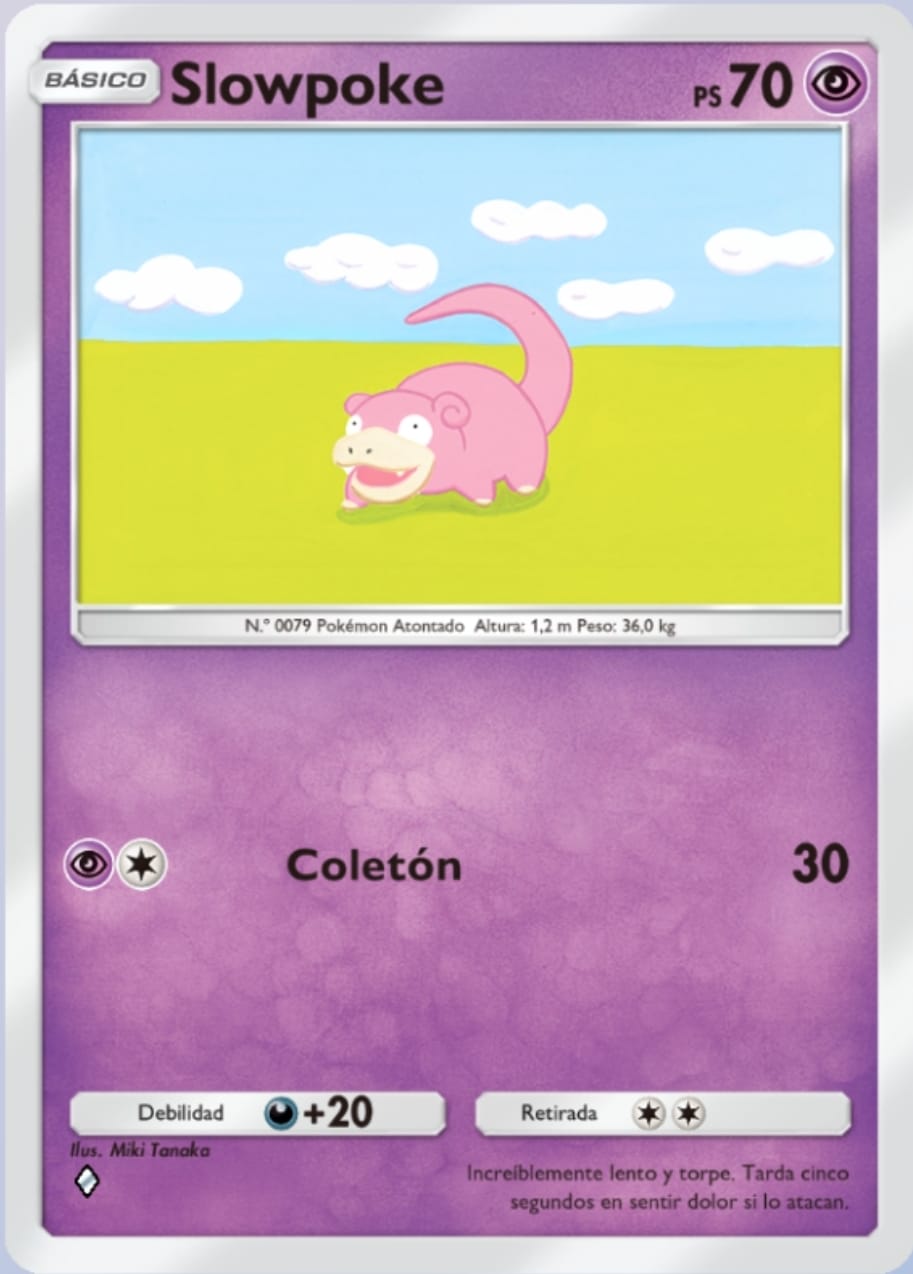 BÁSICO Slowpoke PS 70
N.º 0079 Pokémon Atontado Altura: 1,2 m Peso: 36,0 kg
Coletón 30
Debilidad +20 Retirada
Ilus. Miki Tanaka
Increíblemente lento y torpe. Tarda cinco
segundos en sentir dolor si lo atacan.